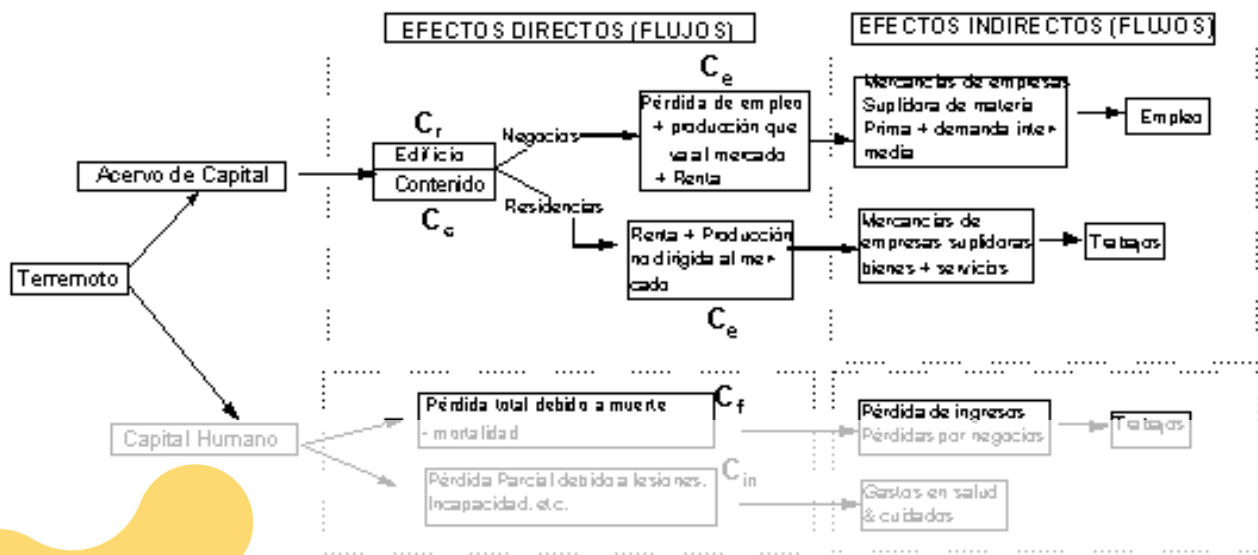 EFECTOS DIRECTOS (FLUJOS)
EFECTOS INDIRECTOS (FLUJOS)
Terremoto
Acervo de Capital
Cr
Edificio
Contenido
Cc
Negocios
Residencias
Ce
Pérdida de empleo
+ producción que
va al mercado
+ Renta
Mercancías de empresas
Suplidora de materia
Prima + demanda inter-
media
Empleo
Renta + Producción
no dirigida al mer-
cado
Ce
Mercancías de
empresas suplidoras
bienes + servicios
Trabajos
Capital Humano
Pérdida total debido a muerte
- mortalidad
Cf
Pérdida de ingresos
Pérdidas por negocios
Trabajos
Pérdida Parcial debido a lesiones.
Incapacidad. etc.
Cin
Gastos en salud
& cuidados